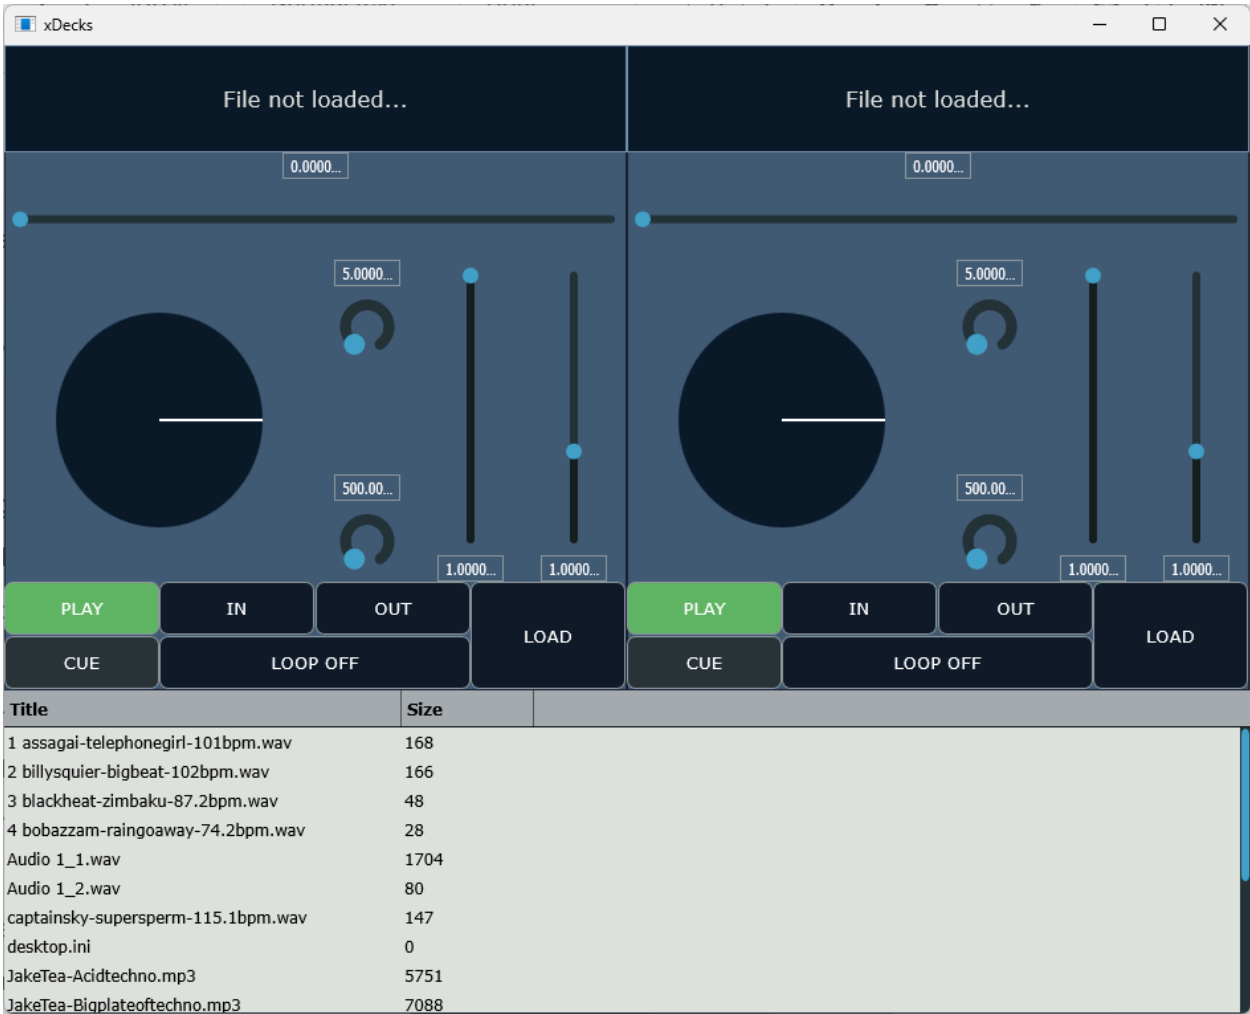 xDecks
File not loaded...
File not loaded...
0.0000...
0.0000...
5.0000...
5.0000...
500.00...
500.00...
1.0000...
1.0000...
1.0000...
1.0000...
PLAY
IN
OUT
LOAD
CUE
LOOP OFF
PLAY
IN
OUT
LOAD
CUE
LOOP OFF
Title Size
1 assagai-telephonegirl-101bpm.wav 168
2 billysquier-bigbeat-102bpm.wav 166
3 blackheat-zimbaku-87.2bpm.wav 48
4 bobazzam-raingoaway-74.2bpm.wav 28
Audio 1_1.wav 1704
Audio 1_2.wav 80
captainsky-supersperm-115.1bpm.wav 147
desktop.ini 0
JakeTea-Acidtechno.mp3 5751
JakeTea-Bigplateoftechno.mp3 7088